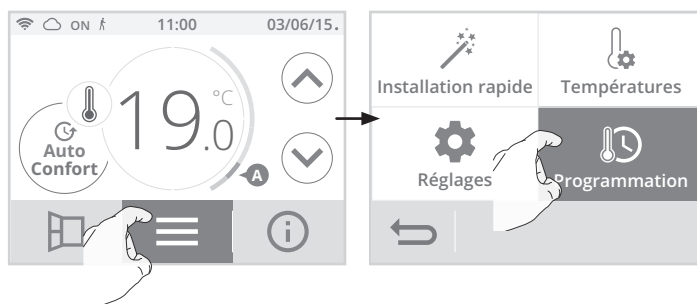 ON 11:00 03/06/15.
19.0 °C
Auto
Confort
A
Installation rapide Températures
Réglages Programmation